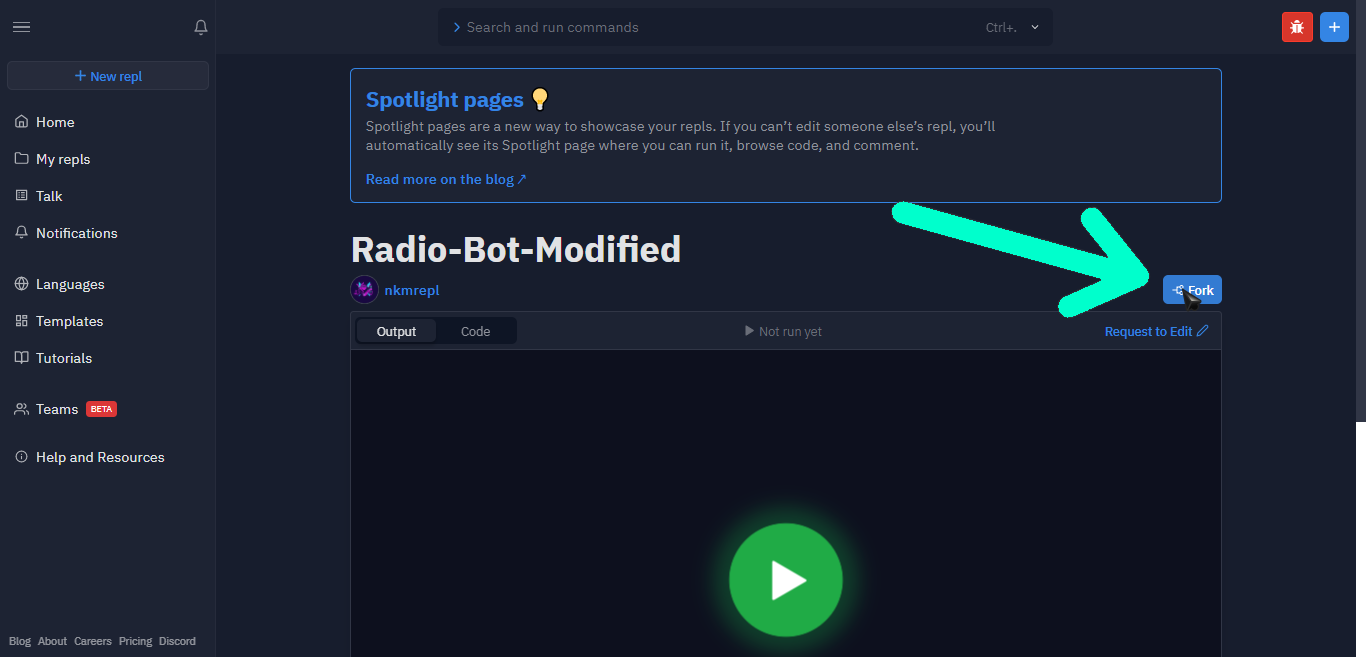 Search and run commands Ctrl+.
+ New repl
Home
My repls
Talk
Notifications
Languages
Templates
Tutorials
Teams BETA
Help and Resources
Blog About Careers Pricing Discord
Spotlight pages
Spotlight pages are a new way to showcase your repls. If you can’t edit someone else’s repl, you’ll
automatically see its Spotlight page where you can run it, browse code, and comment.
Read more on the blog ↗
Radio-Bot-Modified
nkmrepl
Fork
Output Code Not run yet Request to Edit